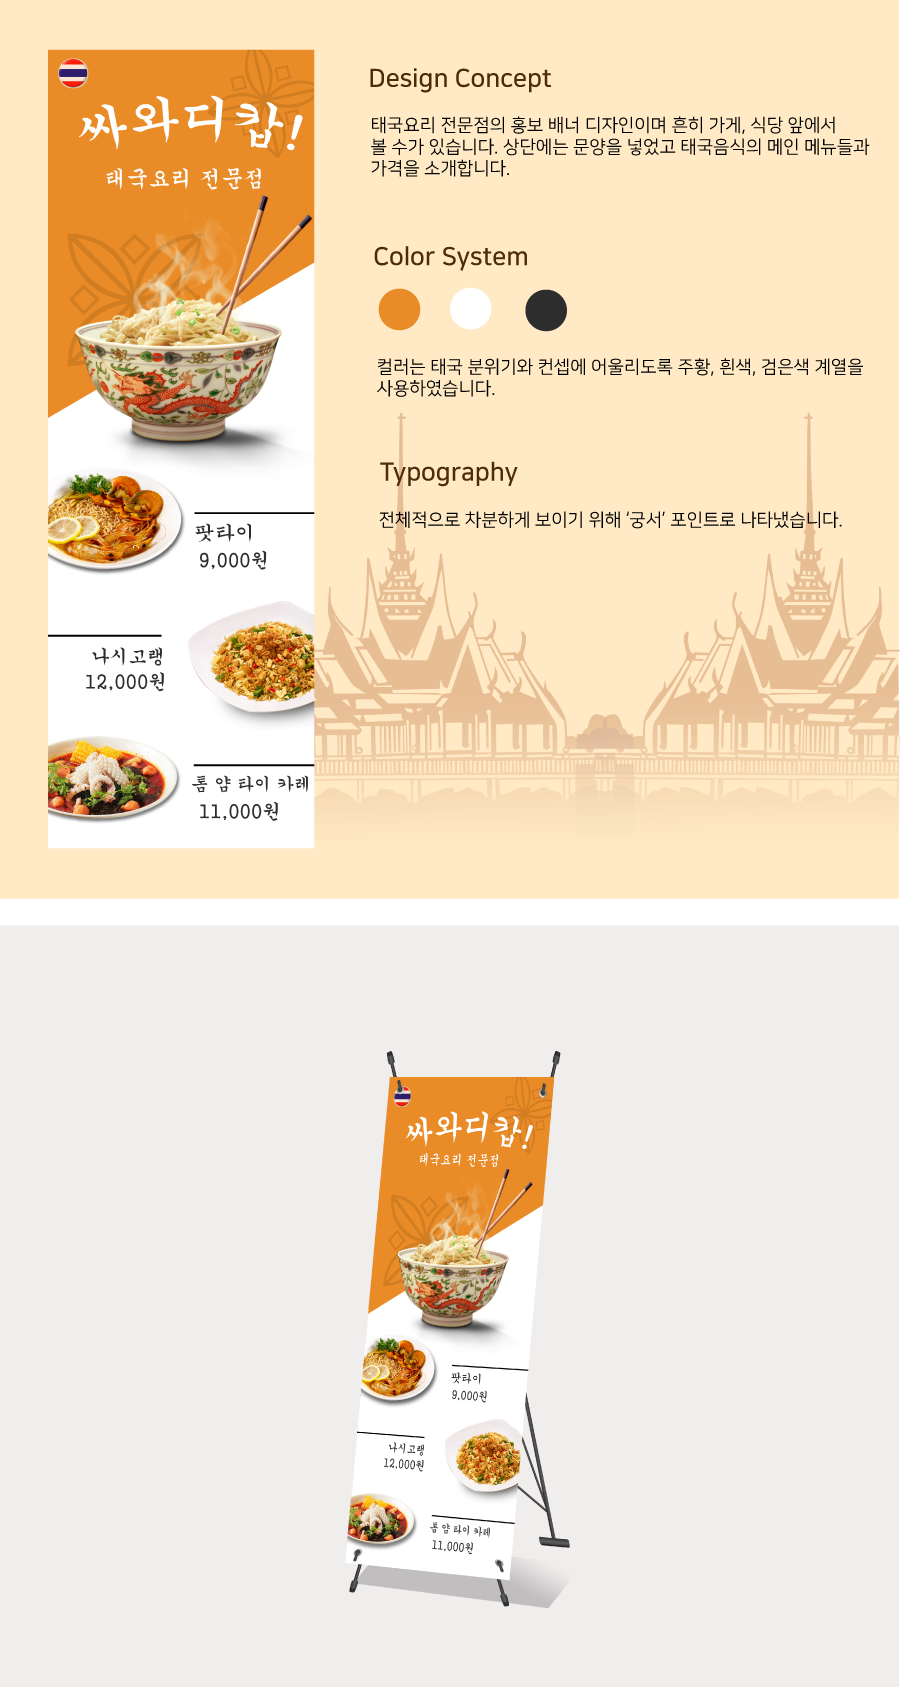 싸와디캅!
태국요리 전문점
팟타이
9,000원
나시고랭
12,000원
톰 얌 타이 카레
11,000원
Design Concept
태국요리 전문점의 홍보 배너 디자인이며 흔히 가게, 식당 앞에서
볼 수가 있습니다. 상단에는 문양을 넣었고 태국음식의 메인 메뉴들과
가격을 소개합니다.
Color System
컬러는 태국 분위기와 컨셉에 어울리도록 주황, 흰색, 검은색 계열을
사용하였습니다.
Typography
전체적으로 차분하게 보이기 위해 ‘궁서’ 포인트로 나타냈습니다.
싸와디캅!
태국요리 전문점
팟타이
9,000원
나시고랭
12,000원
톰 얌 타이 카레
11,000원